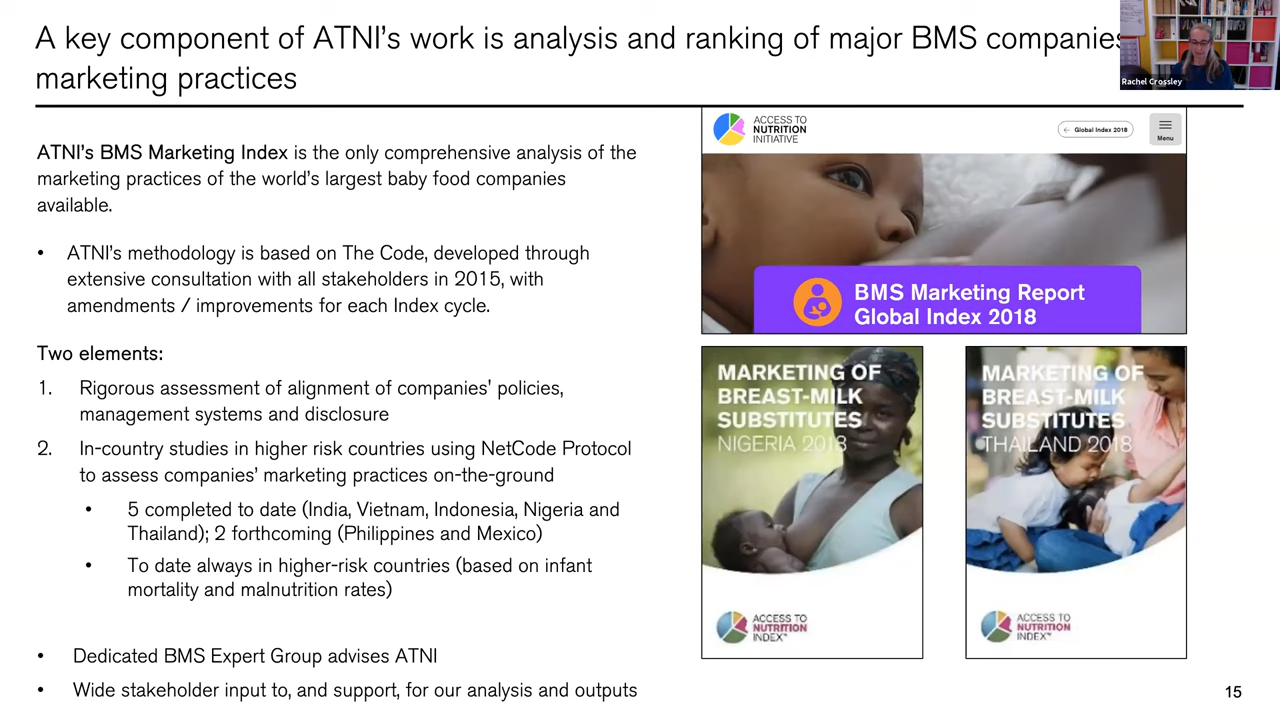 A key component of ATNI's work is analysis and ranking of major BMS companies
marketing practices
Rachel Crossley
ATNI's BMS Marketing Index is the only comprehensive analysis of the
marketing practices of the world's largest baby food companies
available.
• ATNI's methodology is based on The Code, developed through
extensive consultation with all stakeholders in 2015, with
amendments / improvements for each Index cycle.
Two elements:
1. Rigorous assessment of alignment of companies' policies,
management systems and disclosure
2. In-country studies in higher risk countries using NetCode Protocol
to assess companies' marketing practices on-the-ground
• 5 completed to date (India, Vietnam, Indonesia, Nigeria and
Thailand); 2 forthcoming (Philippines and Mexico)
• To date always in higher-risk countries (based on infant
mortality and malnutrition rates)
• Dedicated BMS Expert Group advises ATNI
• Wide stakeholder input to, and support, for our analysis and outputs
ACCESS TO
NUTRITION
INITIATIVE
← Global Index 2018
Menu
BMS Marketing Report
Global Index 2018
MARKETING OF
BREAST-MILK
SUBSTITUTES
NIGERIA 2018
ACCESS TO
NUTRITION
INDEX™
MARKETING OF
BREAST-MILK
SUBSTITUTES
THAILAND 2018
ACCESS TO
NUTRITION
INDEX™
15